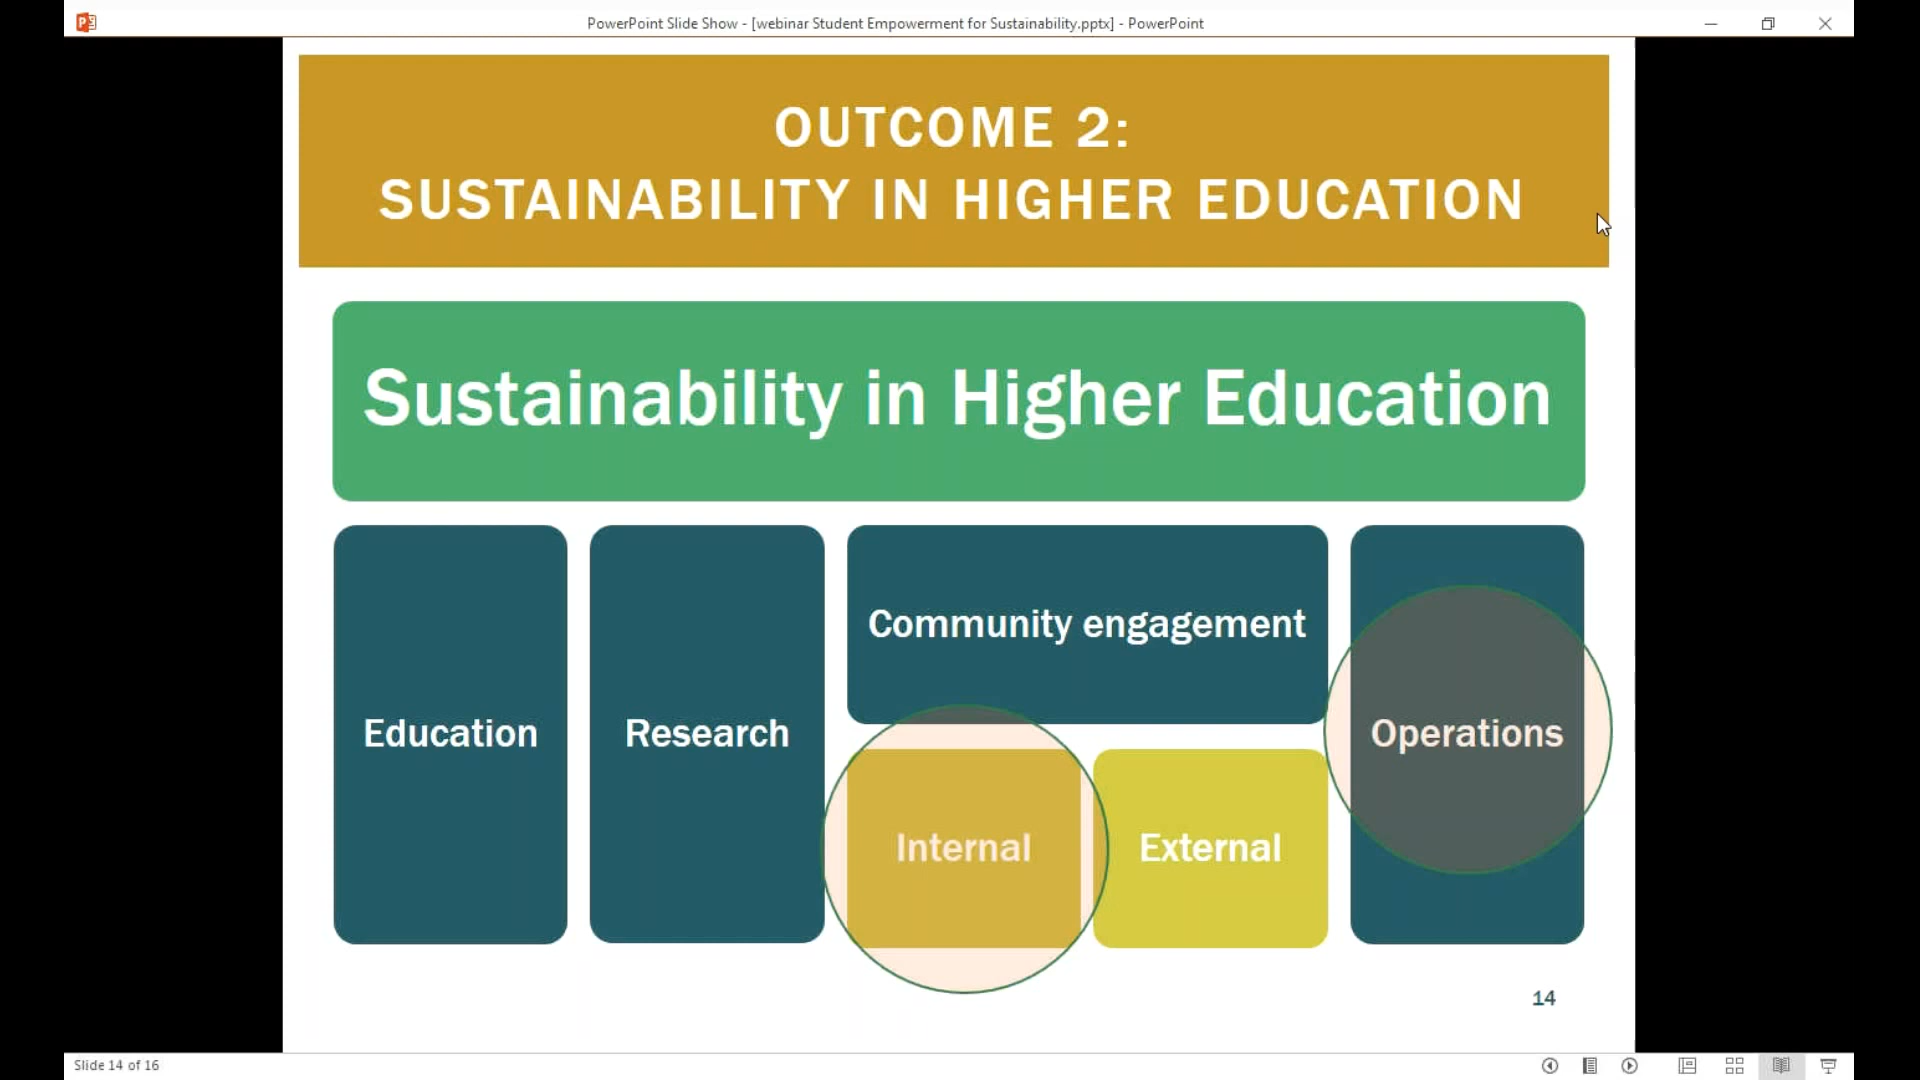 PowerPoint Slide Show - [webinar Student Empowerment for Sustainability.pptx] - PowerPoint
OUTCOME 2:
SUSTAINABILITY IN HIGHER EDUCATION
Sustainability in Higher Education
Community engagement
Education
Research
Operations
Internal
External
14
Slide 14 of 16